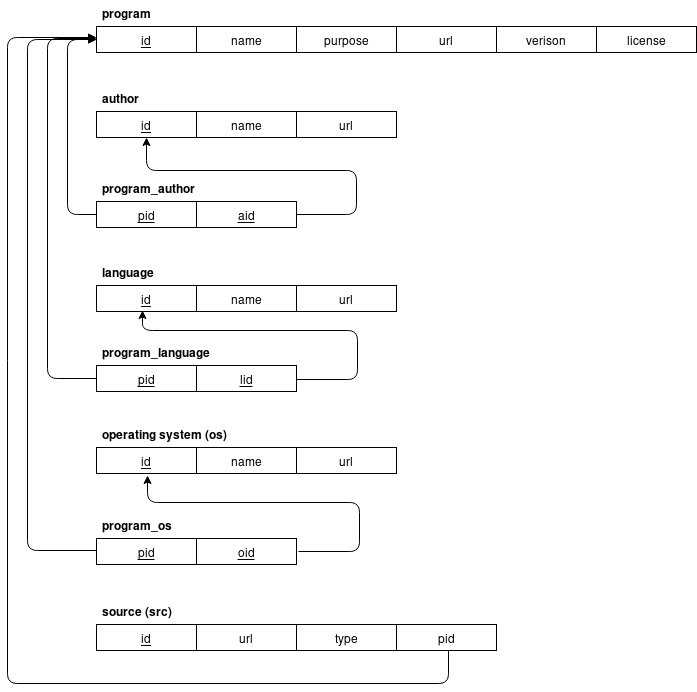 program
id name purpose url verison license
author
id name url
program_author
pid aid
language
id name url
program_language
pid lid
operating system (os)
id name url
program_os
pid oid
source (src)
id url type pid